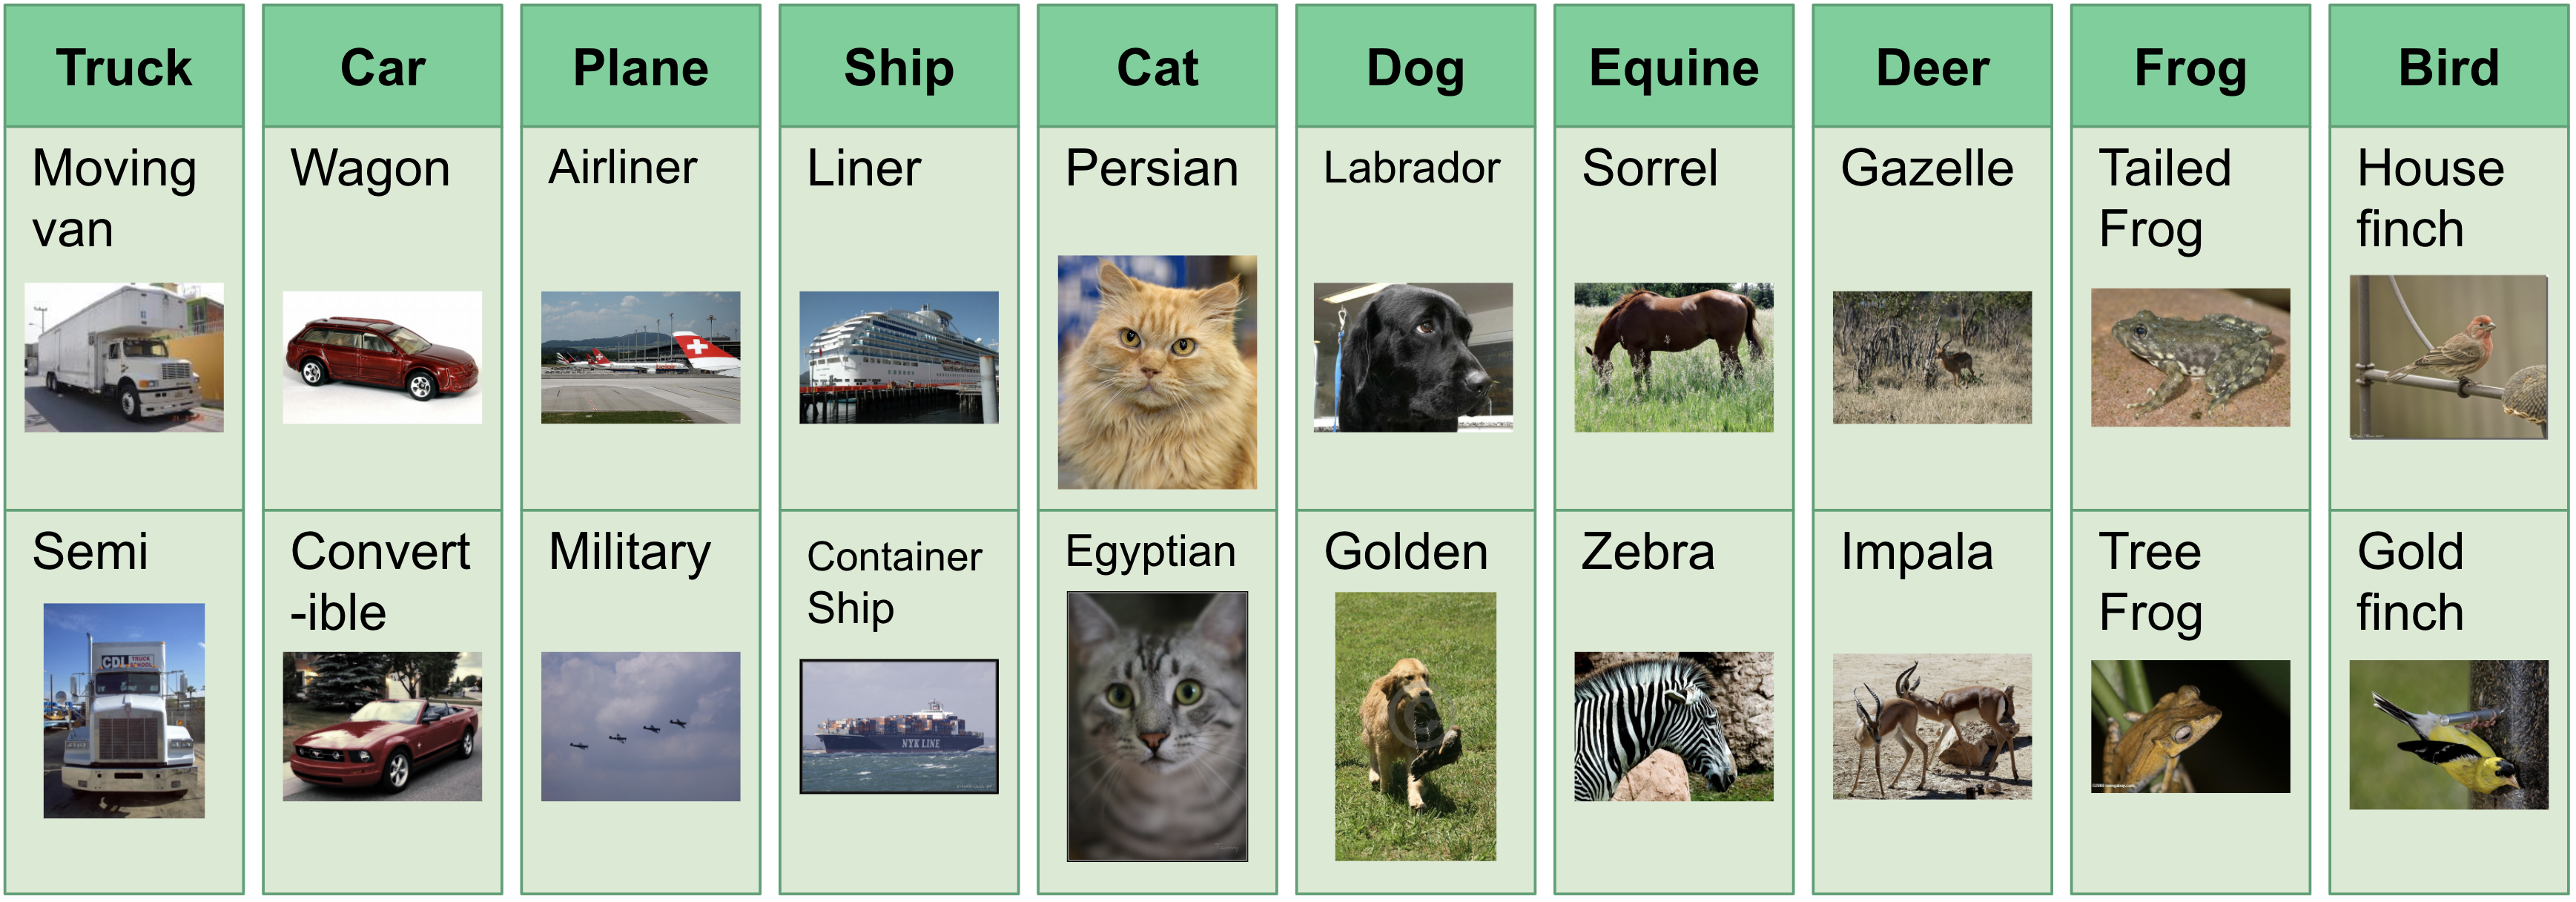 Truck
Car
Plane
Ship
Cat
Dog
Equine
Deer
Frog
Bird
Moving
van
Wagon
Airliner
Liner
Persian
Labrador
Sorrel
Gazelle
Tailed
Frog
House
finch
Semi
Convert
-ible
Military
Container
Ship
Egyptian
Golden
Zebra
Impala
Tree
Frog
Gold
finch
CDL TRUCK
SCHOOL
NYK LINE
©